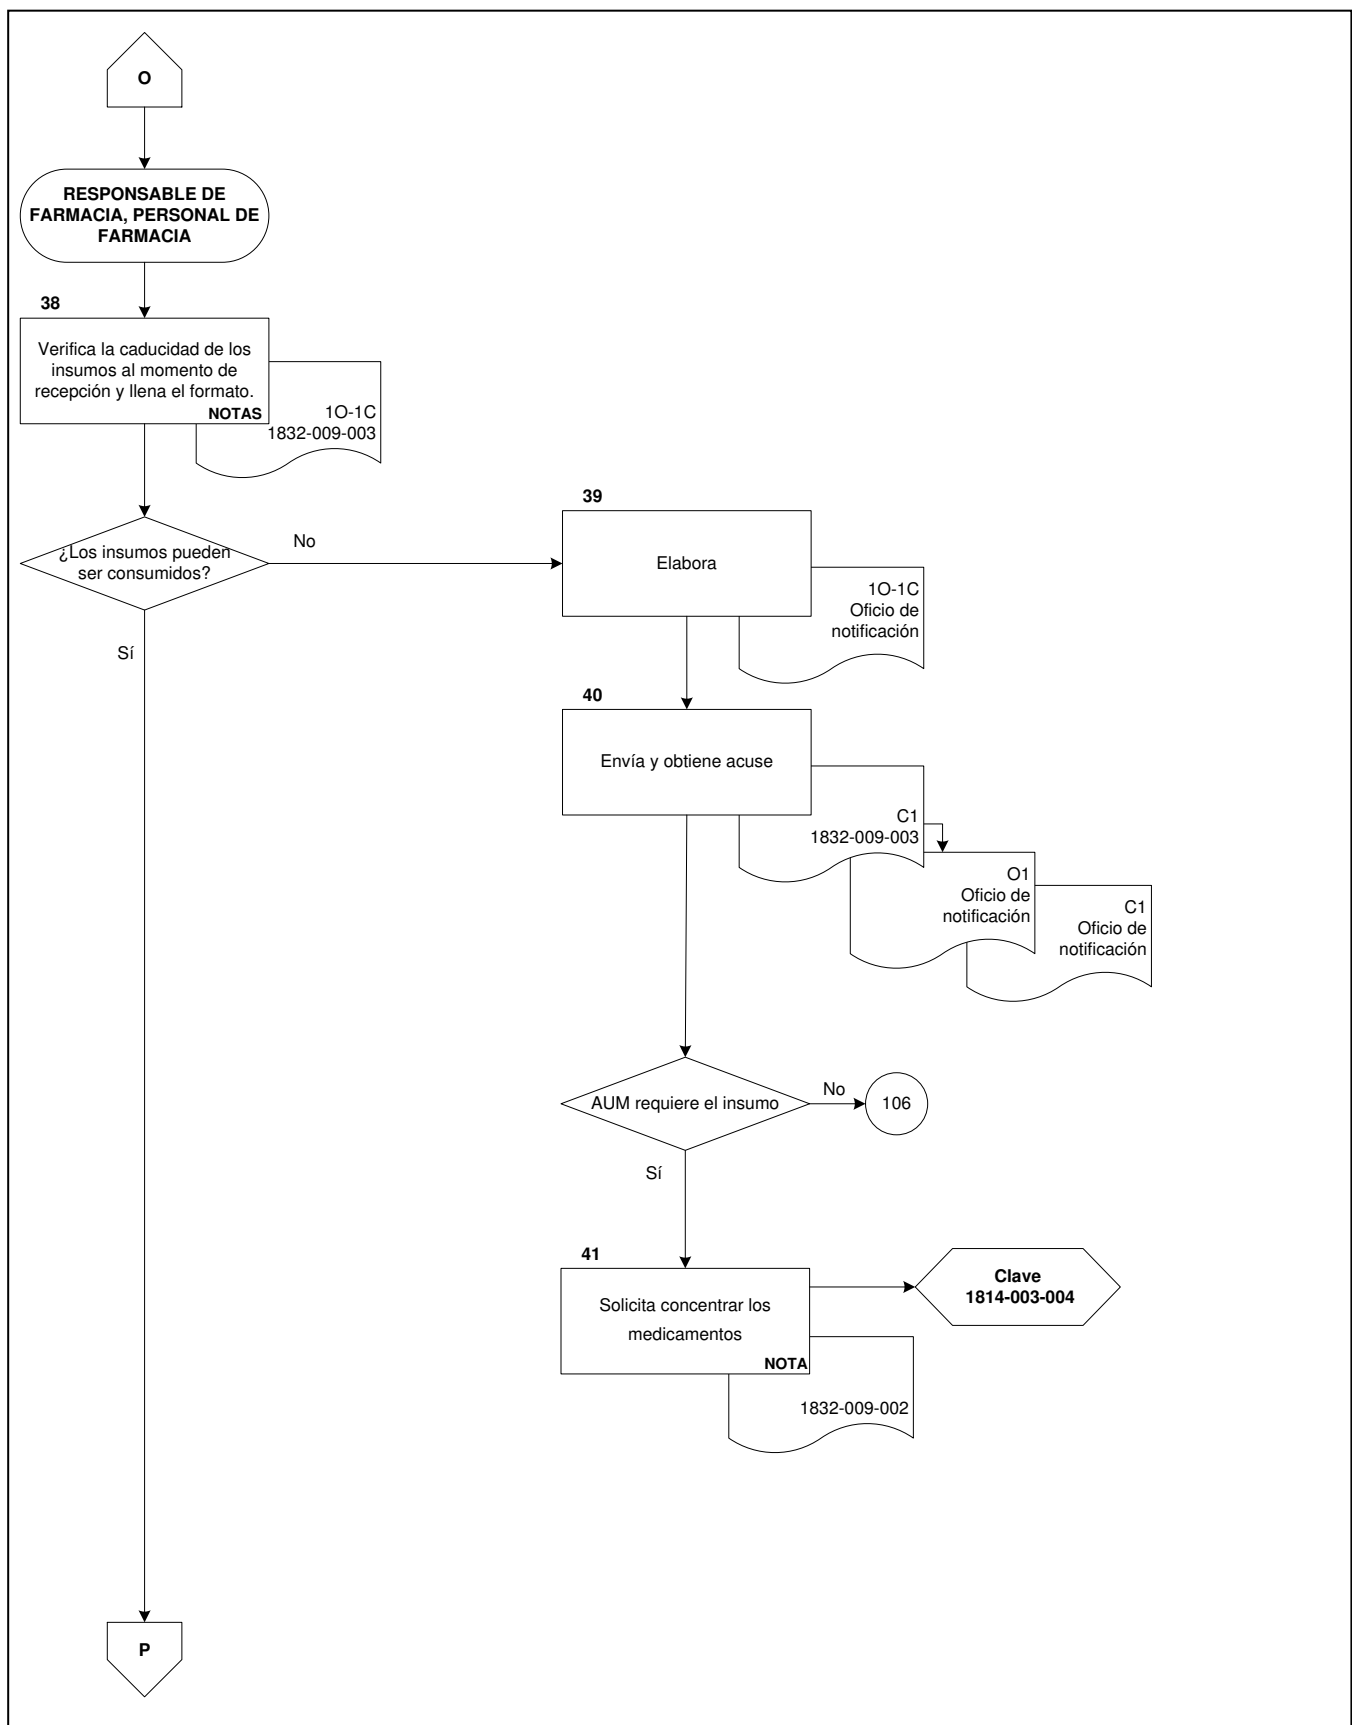 O
RESPONSABLE DE
FARMACIA, PERSONAL DE
FARMACIA
38
Verifica la caducidad de los
insumos al momento de
recepción y llena el formato.
NOTAS
1O-1C
1832-009-003
¿Los insumos pueden
ser consumidos?
No
Sí
39
Elabora
1O-1C
Oficio de
notificación
40
Envía y obtiene acuse
C1
1832-009-003
O1
Oficio de
notificación
C1
Oficio de
notificación
AUM requiere el insumo
No
106
Sí
41
Solicita concentrar los
medicamentos
NOTA
Clave
1814-003-004
1832-009-002
P